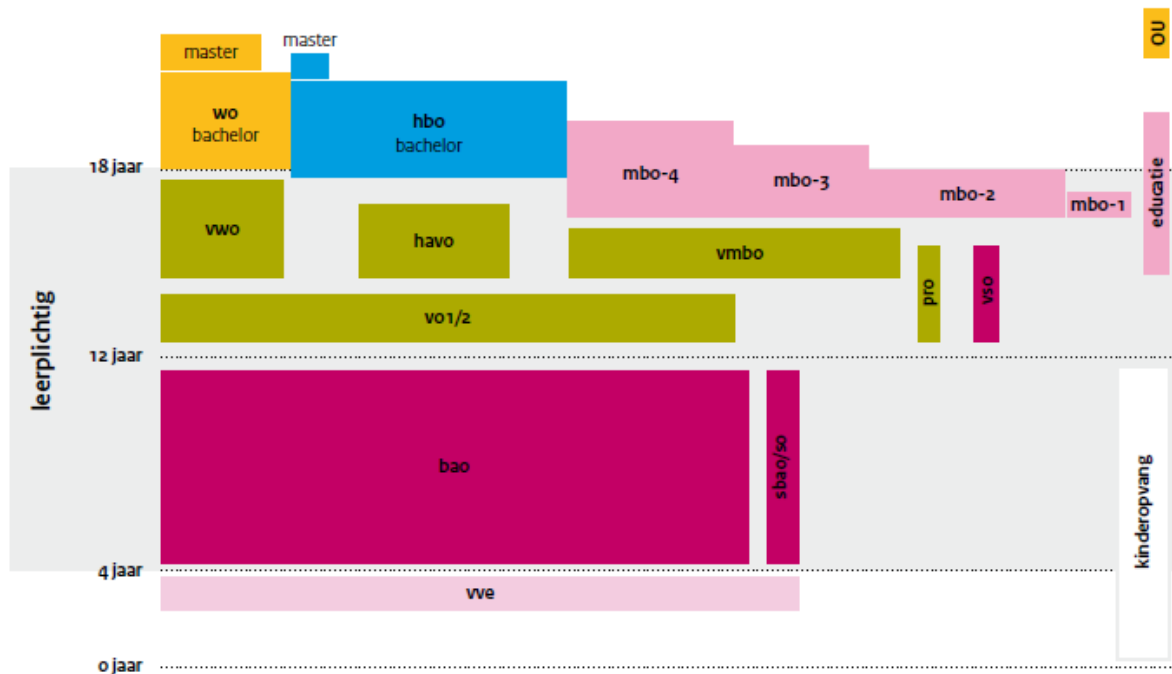 OU
master
master
wo
bachelor
hbo
bachelor
educatie
18 jaar
mbo-4
mbo-3
mbo-2
mbo-1
vwo
havo
vmbo
pro
vso
leerplichtig
vo1/2
12 jaar
bao
sbao/so
kinderopvang
4 jaar
vve
0 jaar